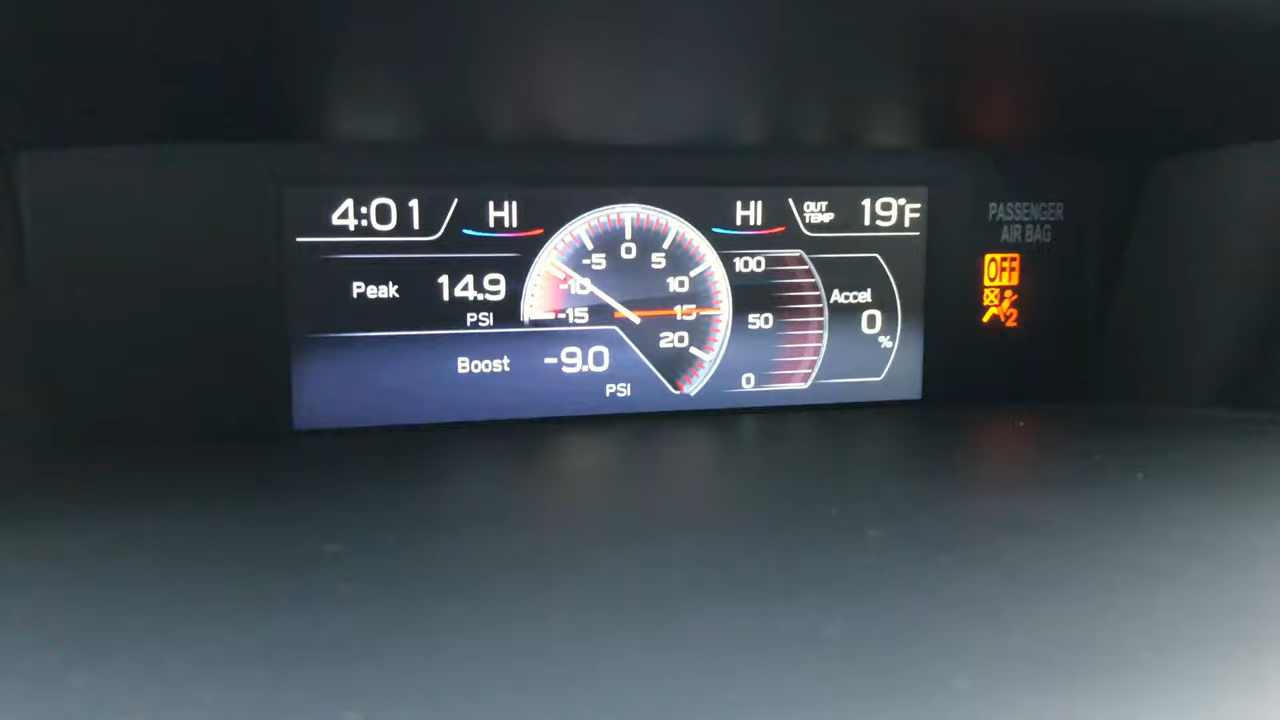 4:01
HI
HI
OUT TEMP
19°F
Peak
14.9
PSI
Boost
-9.0
PSI
-15
-10
-5
0
5
10
15
20
100
50
0
Accel
0
%
PASSENGER
AIR BAG
OFF
2